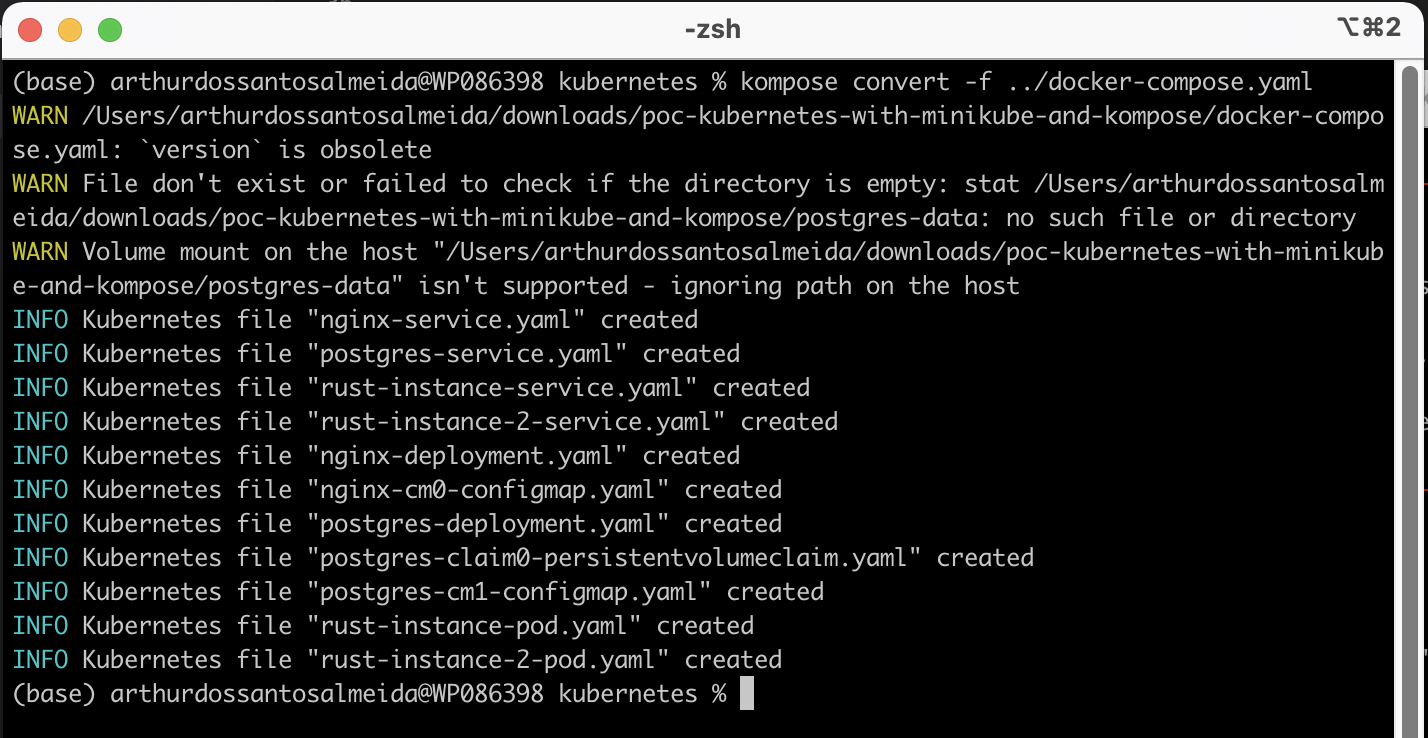 -zsh
⌥⌘2
(base) arthurdossantosalmeida@WP086398 kubernetes % kompose convert -f ../docker-compose.yaml
WARN /Users/arthurdossantosalmeida/downloads/poc-kubernetes-with-minikube-and-kompose/docker-compo
se.yaml: `version` is obsolete
WARN File don't exist or failed to check if the directory is empty: stat /Users/arthurdossantosalm
eida/downloads/poc-kubernetes-with-minikube-and-kompose/postgres-data: no such file or directory
WARN Volume mount on the host "/Users/arthurdossantosalmeida/downloads/poc-kubernetes-with-minikub
e-and-kompose/postgres-data" isn't supported - ignoring path on the host
INFO Kubernetes file "nginx-service.yaml" created
INFO Kubernetes file "postgres-service.yaml" created
INFO Kubernetes file "rust-instance-service.yaml" created
INFO Kubernetes file "rust-instance-2-service.yaml" created
INFO Kubernetes file "nginx-deployment.yaml" created
INFO Kubernetes file "nginx-cm0-configmap.yaml" created
INFO Kubernetes file "postgres-deployment.yaml" created
INFO Kubernetes file "postgres-claim0-persistentvolumeclaim.yaml" created
INFO Kubernetes file "postgres-cm1-configmap.yaml" created
INFO Kubernetes file "rust-instance-pod.yaml" created
INFO Kubernetes file "rust-instance-2-pod.yaml" created
(base) arthurdossantosalmeida@WP086398 kubernetes %